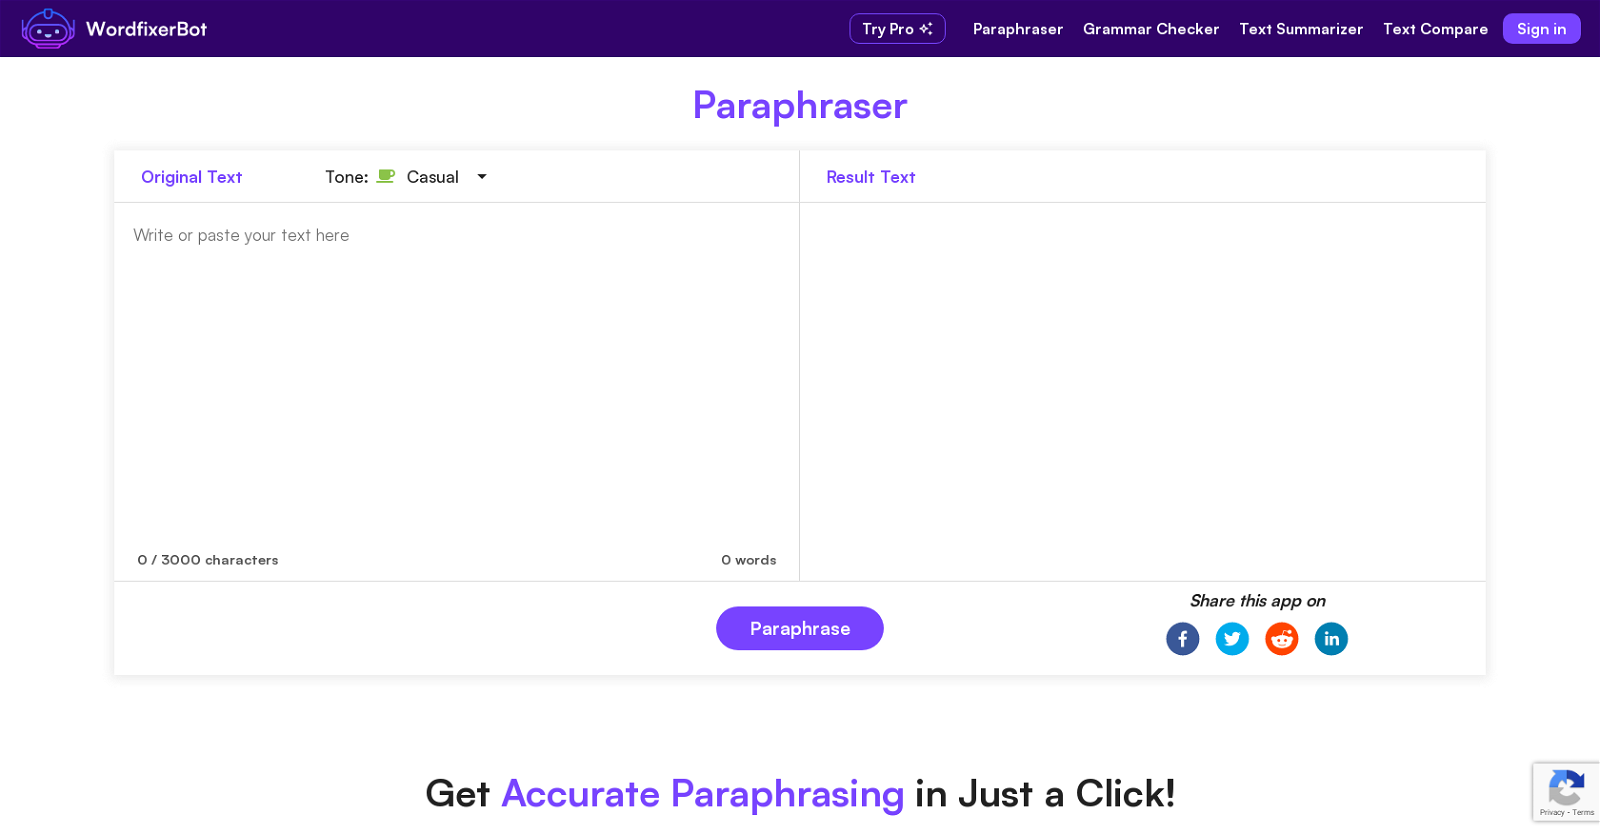 WordfixerBot
Try Pro
Paraphraser
Grammar Checker
Text Summarizer
Text Compare
Sign in
Paraphraser
Original Text
Tone: Casual
Result Text
Write or paste your text here
0 / 3000 characters
0 words
Paraphrase
Share this app on
Get Accurate Paraphrasing in Just a Click!
Privacy - Terms